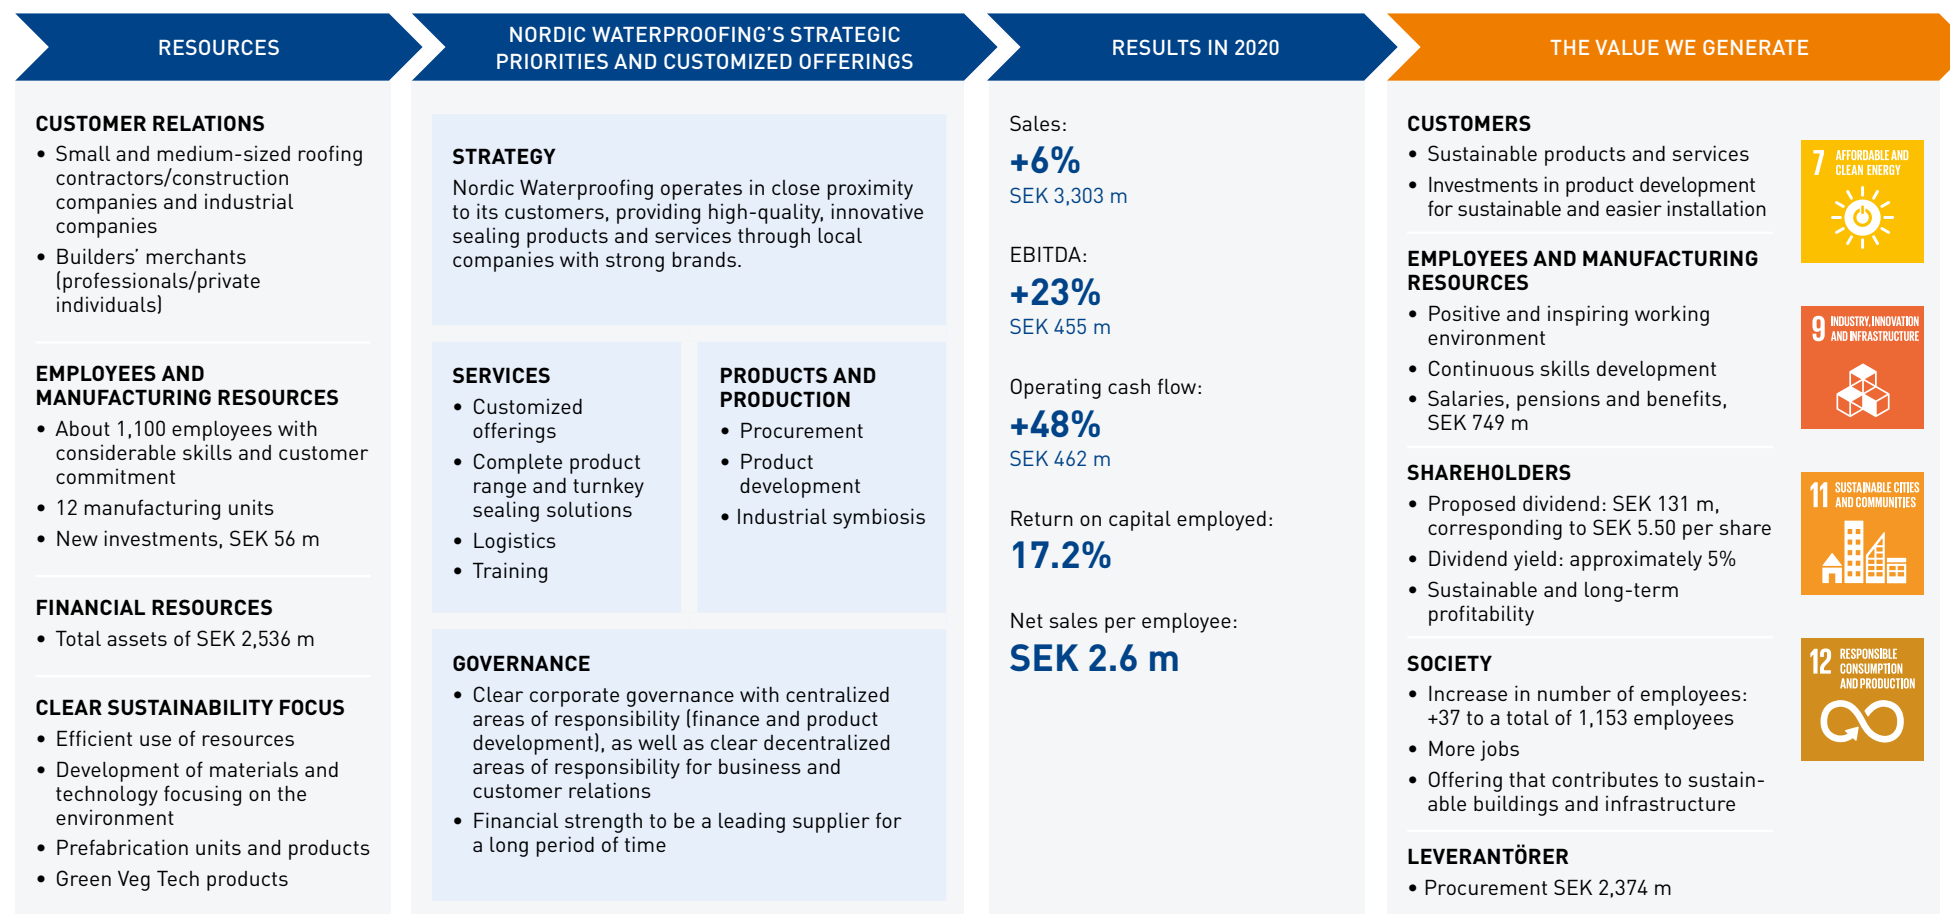 RESOURCES
CUSTOMER RELATIONS
• Small and medium-sized roofing
contractors/construction
companies and industrial
companies
• Builders’ merchants
(professionals/private
individuals)
EMPLOYEES AND
MANUFACTURING RESOURCES
• About 1,100 employees with
considerable skills and customer
commitment
• 12 manufacturing units
• New investments, SEK 56 m
FINANCIAL RESOURCES
• Total assets of SEK 2,536 m
CLEAR SUSTAINABILITY FOCUS
• Efficient use of resources
• Development of materials and
technology focusing on the
environment
• Prefabrication units and products
• Green Veg Tech products
NORDIC WATERPROOFING’S STRATEGIC
PRIORITIES AND CUSTOMIZED OFFERINGS
STRATEGY
Nordic Waterproofing operates in close proximity
to its customers, providing high-quality, innovative
sealing products and services through local
companies with strong brands.
SERVICES
• Customized
offerings
• Complete product
range and turnkey
sealing solutions
• Logistics
• Training
PRODUCTS AND
PRODUCTION
• Procurement
• Product
development
• Industrial symbiosis
GOVERNANCE
• Clear corporate governance with centralized
areas of responsibility (finance and product
development), as well as clear decentralized
areas of responsibility for business and
customer relations
• Financial strength to be a leading supplier for
a long period of time
RESULTS IN 2020
Sales:
+6%
SEK 3,303 m
EBITDA:
+23%
SEK 455 m
Operating cash flow:
+48%
SEK 462 m
Return on capital employed:
17.2%
Net sales per employee:
SEK 2.6 m
THE VALUE WE GENERATE
CUSTOMERS
• Sustainable products and services
• Investments in product development
for sustainable and easier installation
EMPLOYEES AND MANUFACTURING
RESOURCES
• Positive and inspiring working
environment
• Continuous skills development
• Salaries, pensions and benefits,
SEK 749 m
SHAREHOLDERS
• Proposed dividend: SEK 131 m,
corresponding to SEK 5.50 per share
• Dividend yield: approximately 5%
• Sustainable and long-term
profitability
SOCIETY
• Increase in number of employees:
+37 to a total of 1,153 employees
• More jobs
• Offering that contributes to sustain-
able buildings and infrastructure
LEVERANTÖRER
• Procurement SEK 2,374 m
7 AFFORDABLE AND
CLEAN ENERGY
9 INDUSTRY, INNOVATION
AND INFRASTRUCTURE
11 SUSTAINABLE CITIES
AND COMMUNITIES
12 RESPONSIBLE
CONSUMPTION
AND PRODUCTION